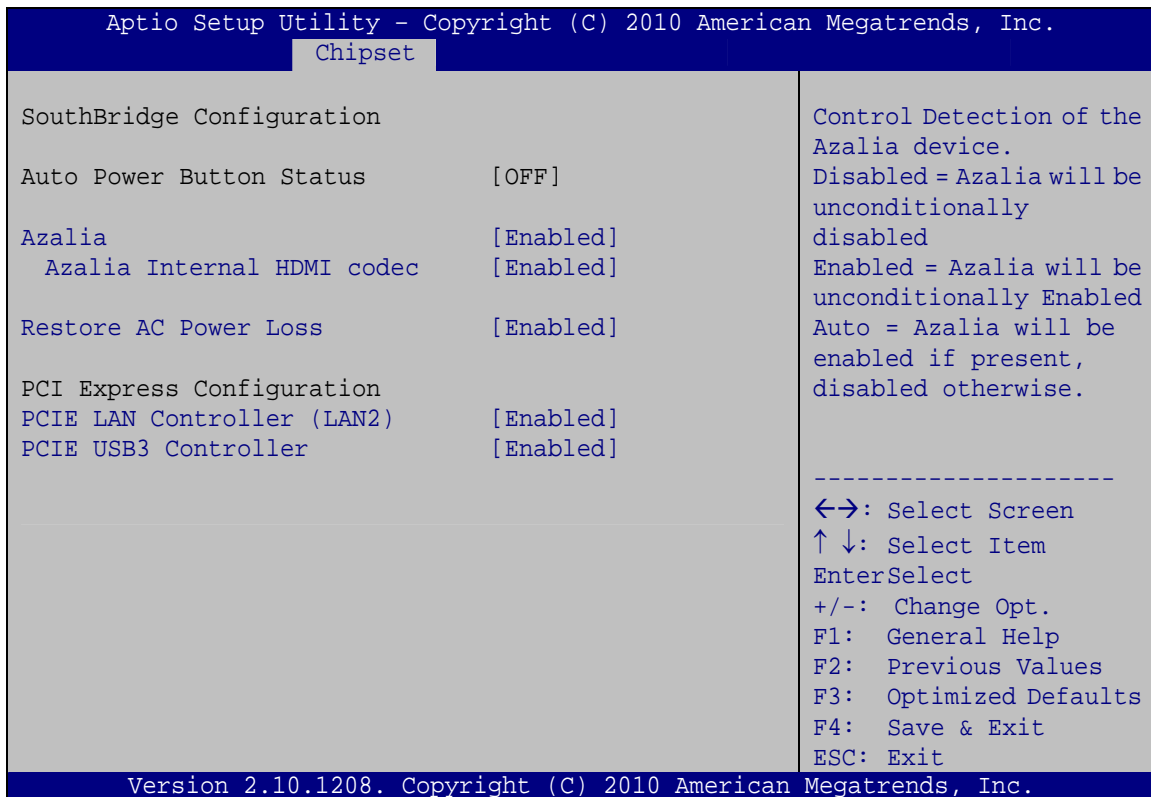 Aptio Setup Utility – Copyright (C) 2010 American Megatrends, Inc.
Chipset
SouthBridge Configuration
Auto Power Button Status [OFF]
Azalia [Enabled]
Azalia Internal HDMI codec [Enabled]
Restore AC Power Loss [Enabled]
PCI Express Configuration
PCIE LAN Controller (LAN2) [Enabled]
PCIE USB3 Controller [Enabled]
Control Detection of the
Azalia device.
Disabled = Azalia will be
unconditionally
disabled
Enabled = Azalia will be
unconditionally Enabled
Auto = Azalia will be
enabled if present,
disabled otherwise.
---------------------
←→: Select Screen
↑ ↓: Select Item
EnterSelect
+/-: Change Opt.
F1: General Help
F2: Previous Values
F3: Optimized Defaults
F4: Save & Exit
ESC: Exit
Version 2.10.1208. Copyright (C) 2010 American Megatrends, Inc.